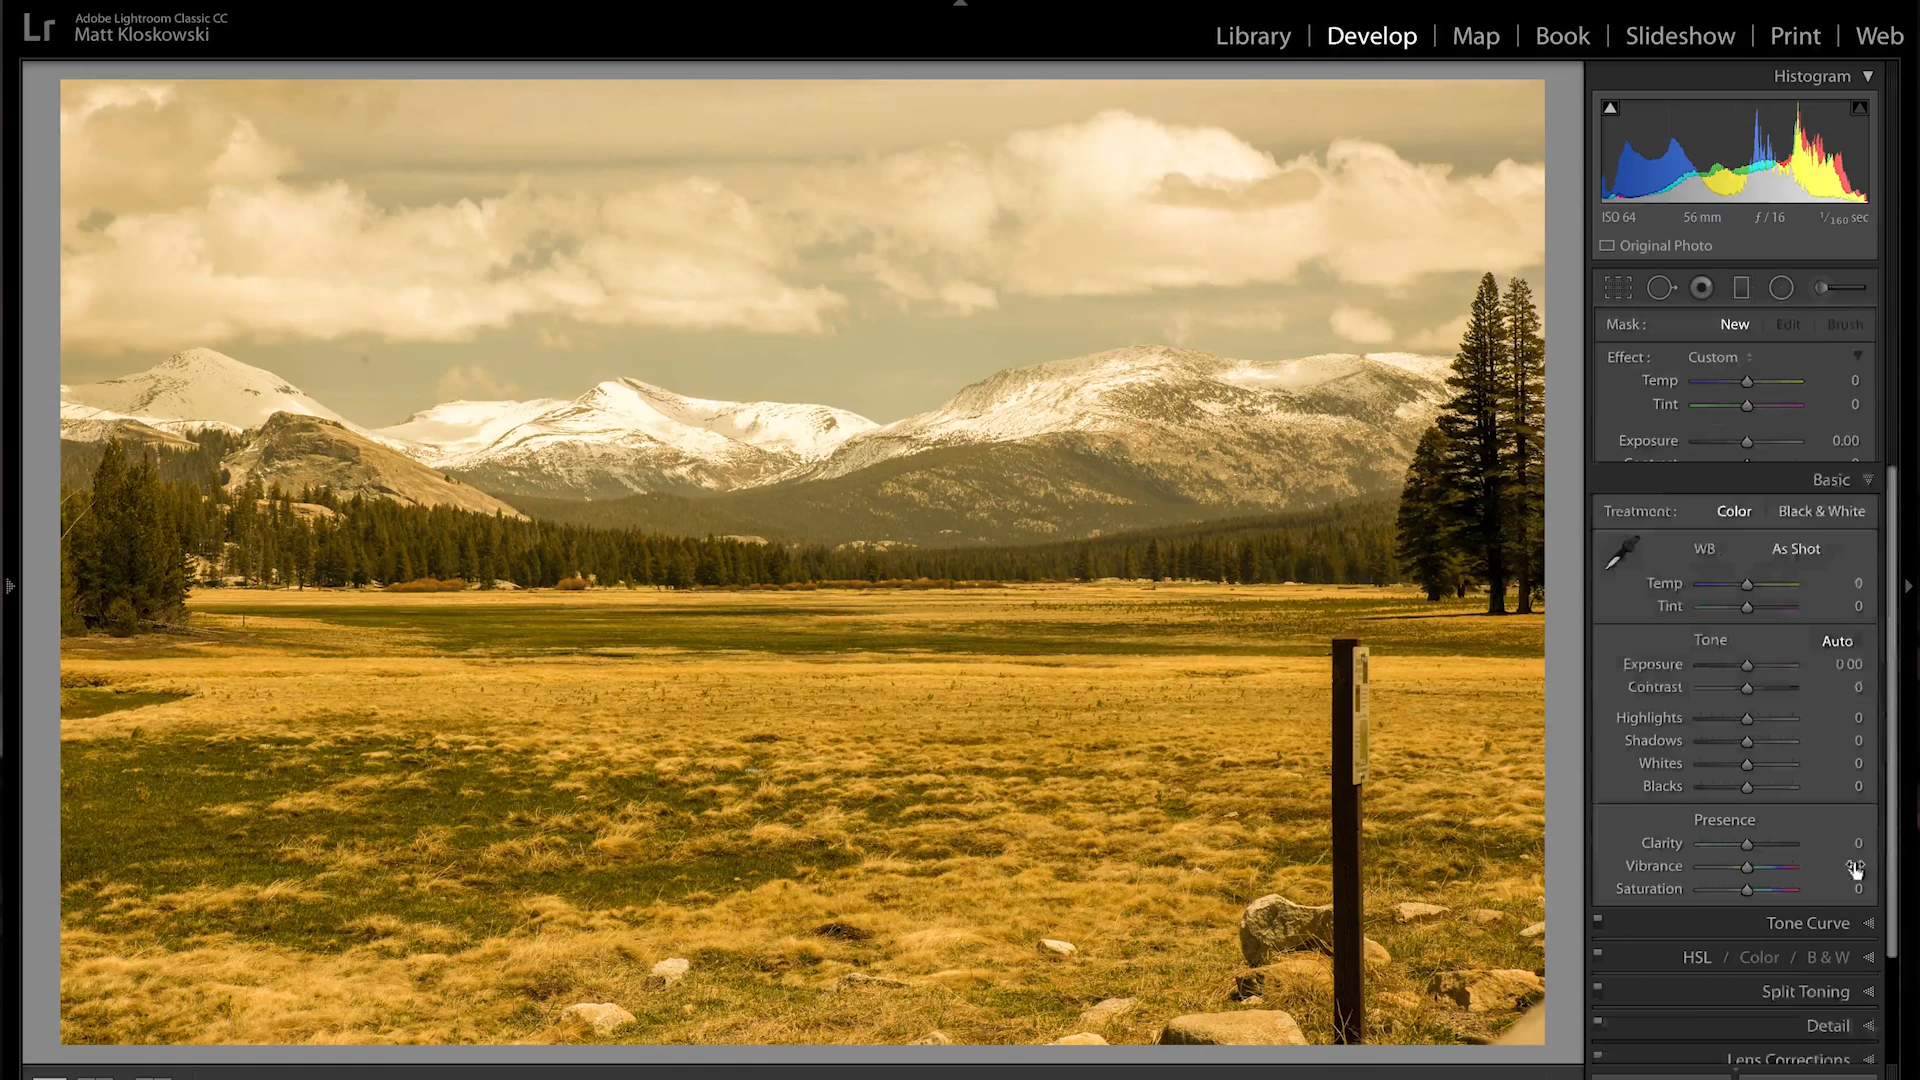 Lr Adobe Lightroom Classic CC
Matt Kloskowski
Library | Develop | Map | Book | Slideshow | Print | Web
Histogram
ISO 64 56 mm ƒ / 16 1/160 sec
Original Photo
Mask : New Edit Brush
Effect : Custom
Temp 0
Tint 0
Exposure 0.00
Basic
Treatment : Color Black & White
WB As Shot
Temp 0
Tint 0
Tone Auto
Exposure 0 00
Contrast 0
Highlights 0
Shadows 0
Whites 0
Blacks 0
Presence
Clarity 0
Vibrance
Saturation 0
Tone Curve
HSL / Color / B & W
Split Toning
Detail
Lens Corrections